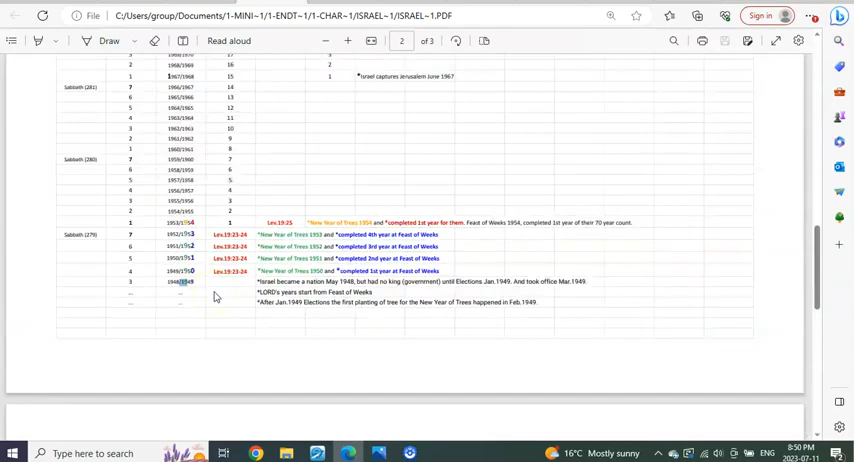 File C:/Users/group/Documents/1-MINI~1/1-ENDT~1/1-CHAR~1/ISRAEL~1/ISRAEL~1.PDF Sign in
Draw Read aloud 2 of 3
2 1968/1969 16 2
1 1967/1968 15 1 *Israel captures Jerusalem June 1967
Sabbath (281) 7 1966/1967 14
6 1965/1966 13
5 1964/1965 12
4 1963/1964 11
3 1962/1963 10
2 1961/1962 9
1 1960/1961 8
Sabbath (280) 7 1959/1960 7
6 1958/1959 6
5 1957/1958 5
4 1956/1957 4
3 1955/1956 3
2 1954/1955 2
1 1953/1954 1 Lev.19:25 *New Year of Trees 1954 and *completed 1st year for them. Feast of Weeks 1954, completed 1st year of their 70 year count.
Sabbath (279) 7 1952/1953 Lev.19:23-24 *New Year of Trees 1953 and *completed 4th year at Feast of Weeks
6 1951/1952 Lev.19:23-24 *New Year of Trees 1952 and *completed 3rd year at Feast of Weeks
5 1950/1951 Lev.19:23-24 *New Year of Trees 1951 and *completed 2nd year at Feast of Weeks
4 1949/1950 Lev.19:23-24 *New Year of Trees 1950 and *completed 1st year at Feast of Weeks
3 1948/1949 *Israel became a nation May 1948, but had no king (government) until Elections Jan.1949. And took office Mar.1949.
... ... *LORD's years start from Feast of Weeks
... ... *After Jan.1949 Elections the first planting of tree for the New Year of Trees happened in Feb.1949.
Type here to search 16°C Mostly sunny ENG 8:50 PM
2023-07-11